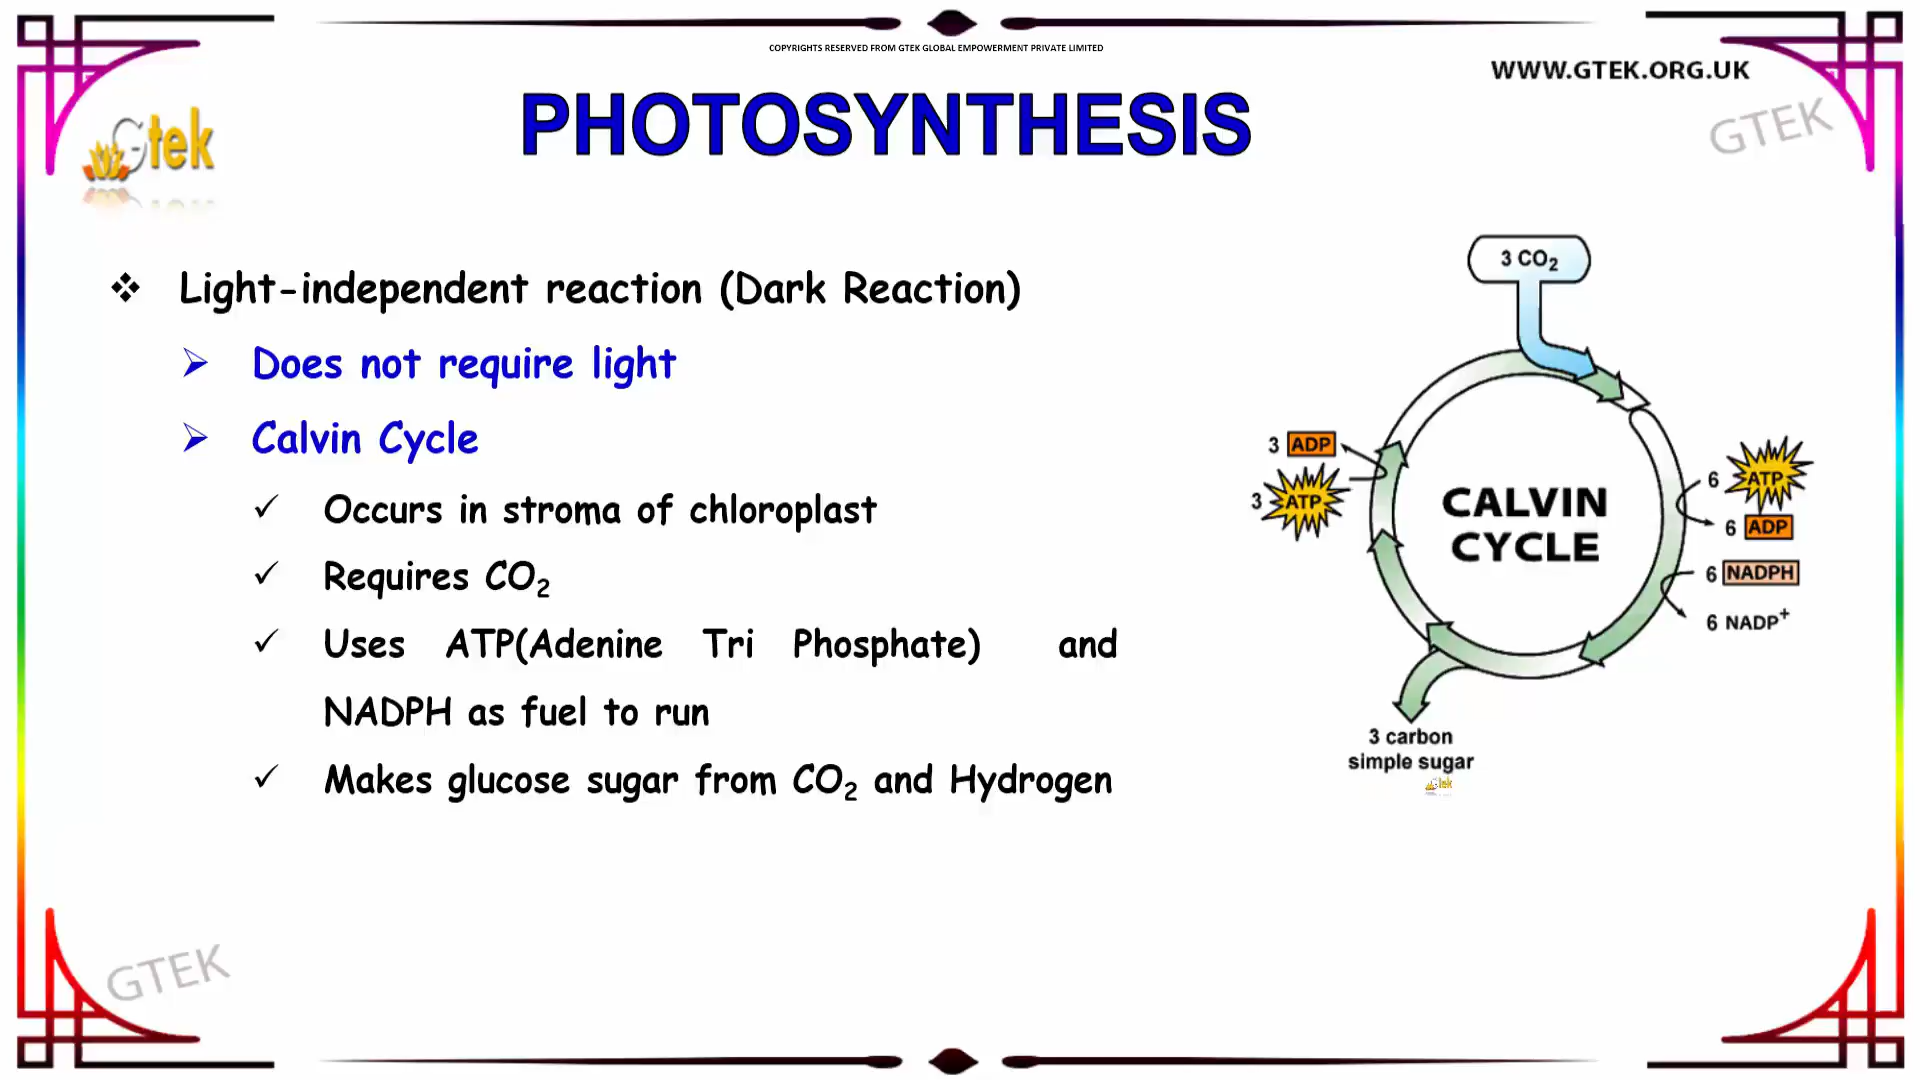 COPYRIGHTS RESERVED FROM GTEK GLOBAL EMPOWERMENT PRIVATE LIMITED
WWW.GTEK.ORG.UK
Gtek
PHOTOSYNTHESIS
GTEK
❖ Light-independent reaction (Dark Reaction)
➢ Does not require light
➢ Calvin Cycle
✓ Occurs in stroma of chloroplast
✓ Requires CO₂
✓ Uses ATP(Adenine Tri Phosphate) and
NADPH as fuel to run
✓ Makes glucose sugar from CO₂ and Hydrogen
3 CO₂
3 ADP
3 ATP
CALVIN
CYCLE
6 ATP
6 ADP
6 NADPH
6 NADP⁺
3 carbon
simple sugar
Gtek
GTEK